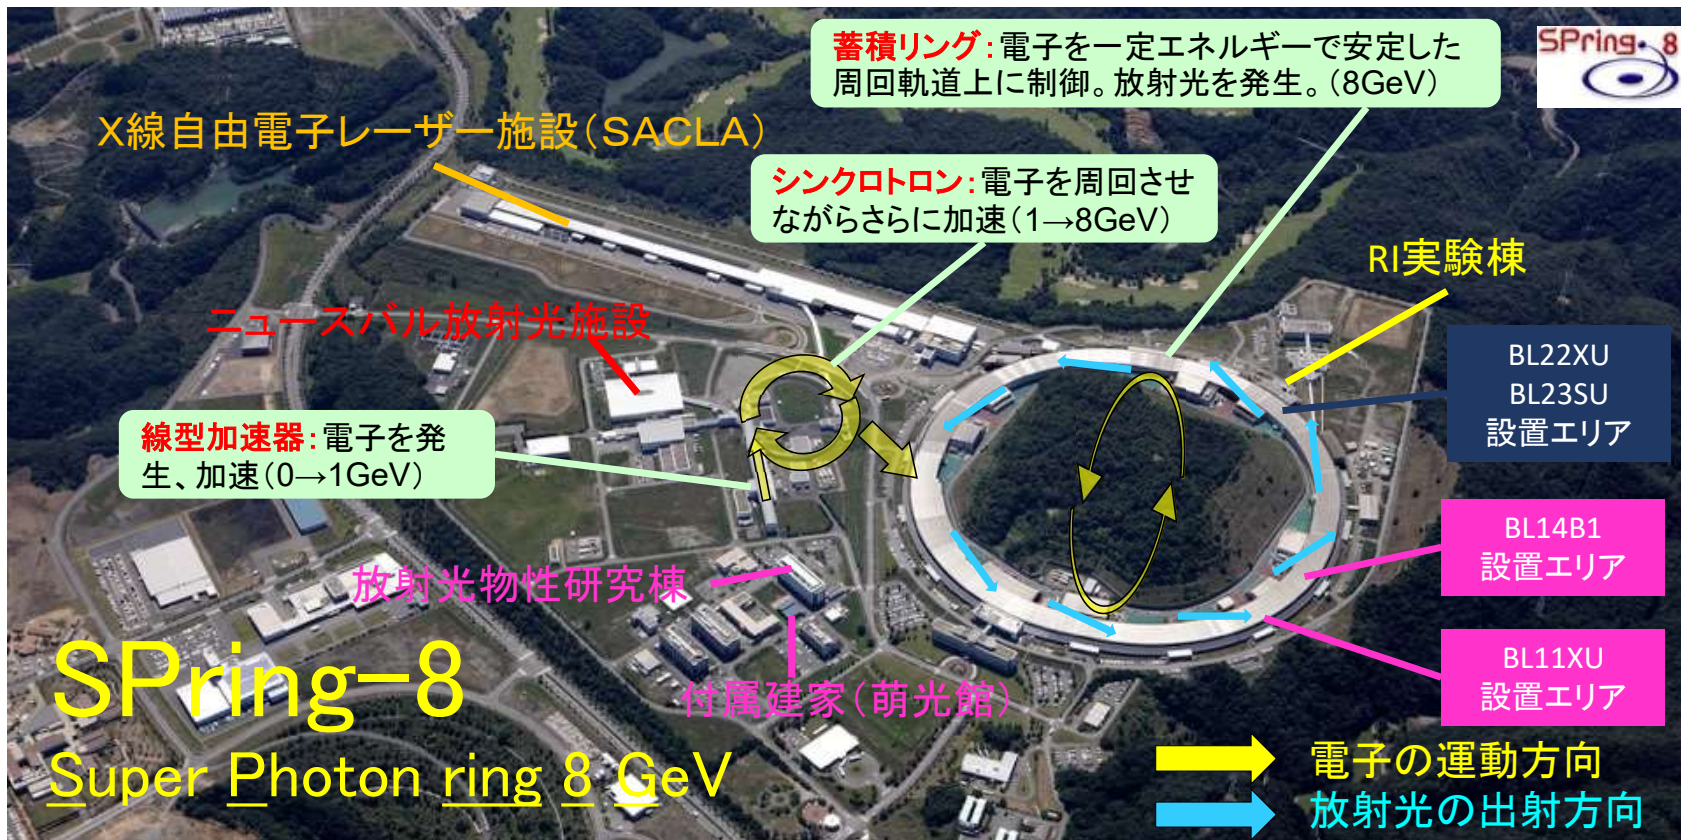 蓄積リング：電子を一定エネルギーで安定した
周回軌道上に制御。放射光を発生。（8GeV）
SPring-8
X線自由電子レーザー施設（SACLA）
シンクロトロン：電子を周回させ
ながらさらに加速（1→8GeV）
RI実験棟
ニュースバル放射光施設
BL22XU
BL23SU
設置エリア
線型加速器：電子を発
生、加速（0→1GeV）
BL14B1
設置エリア
放射光物性研究棟
BL11XU
設置エリア
付属建家（萌光館）
SPring-8
Super Photon ring 8 GeV
電子の運動方向
放射光の出射方向